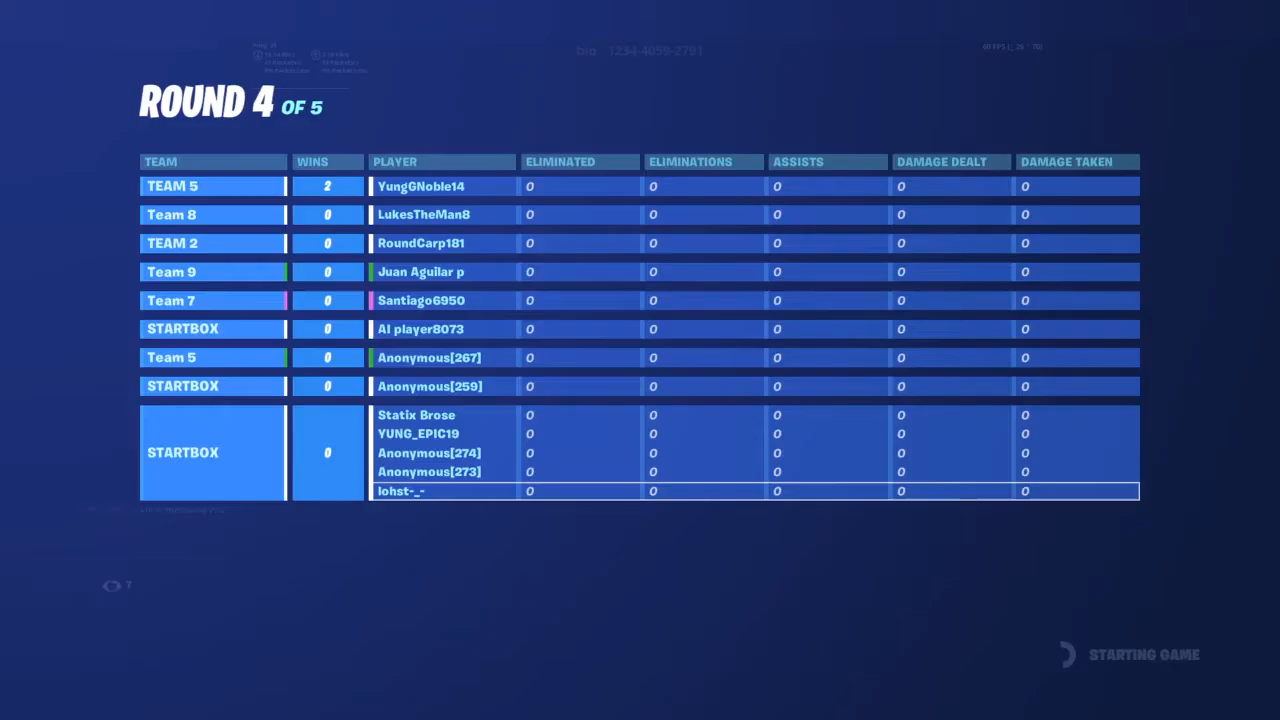 bio 1234-4059-2791
ROUND 4 OF 5
TEAM WINS PLAYER ELIMINATED ELIMINATIONS ASSISTS DAMAGE DEALT DAMAGE TAKEN
TEAM 5 2 YungGNoble14 0 0 0 0 0
Team 8 0 LukesTheMan8 0 0 0 0 0
TEAM 2 0 RoundCarp181 0 0 0 0 0
Team 9 0 Juan Aguilar p 0 0 0 0 0
Team 7 0 Santiago6950 0 0 0 0 0
STARTBOX 0 AI player8073 0 0 0 0 0
Team 5 0 Anonymous[267] 0 0 0 0 0
STARTBOX 0 Anonymous[259] 0 0 0 0 0
Statix Brose 0 0 0 0 0
YUNG_EPIC19 0 0 0 0 0
STARTBOX 0 Anonymous[274] 0 0 0 0 0
Anonymous[273] 0 0 0 0 0
lohst-_- 0 0 0 0 0
7
STARTING GAME